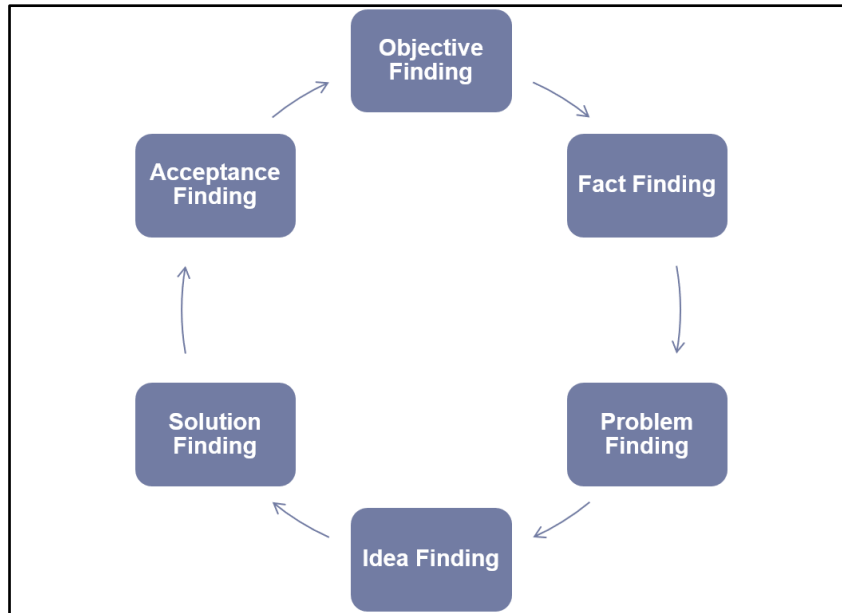 Objective
Finding
Fact Finding
Problem
Finding
Idea Finding
Solution
Finding
Acceptance
Finding